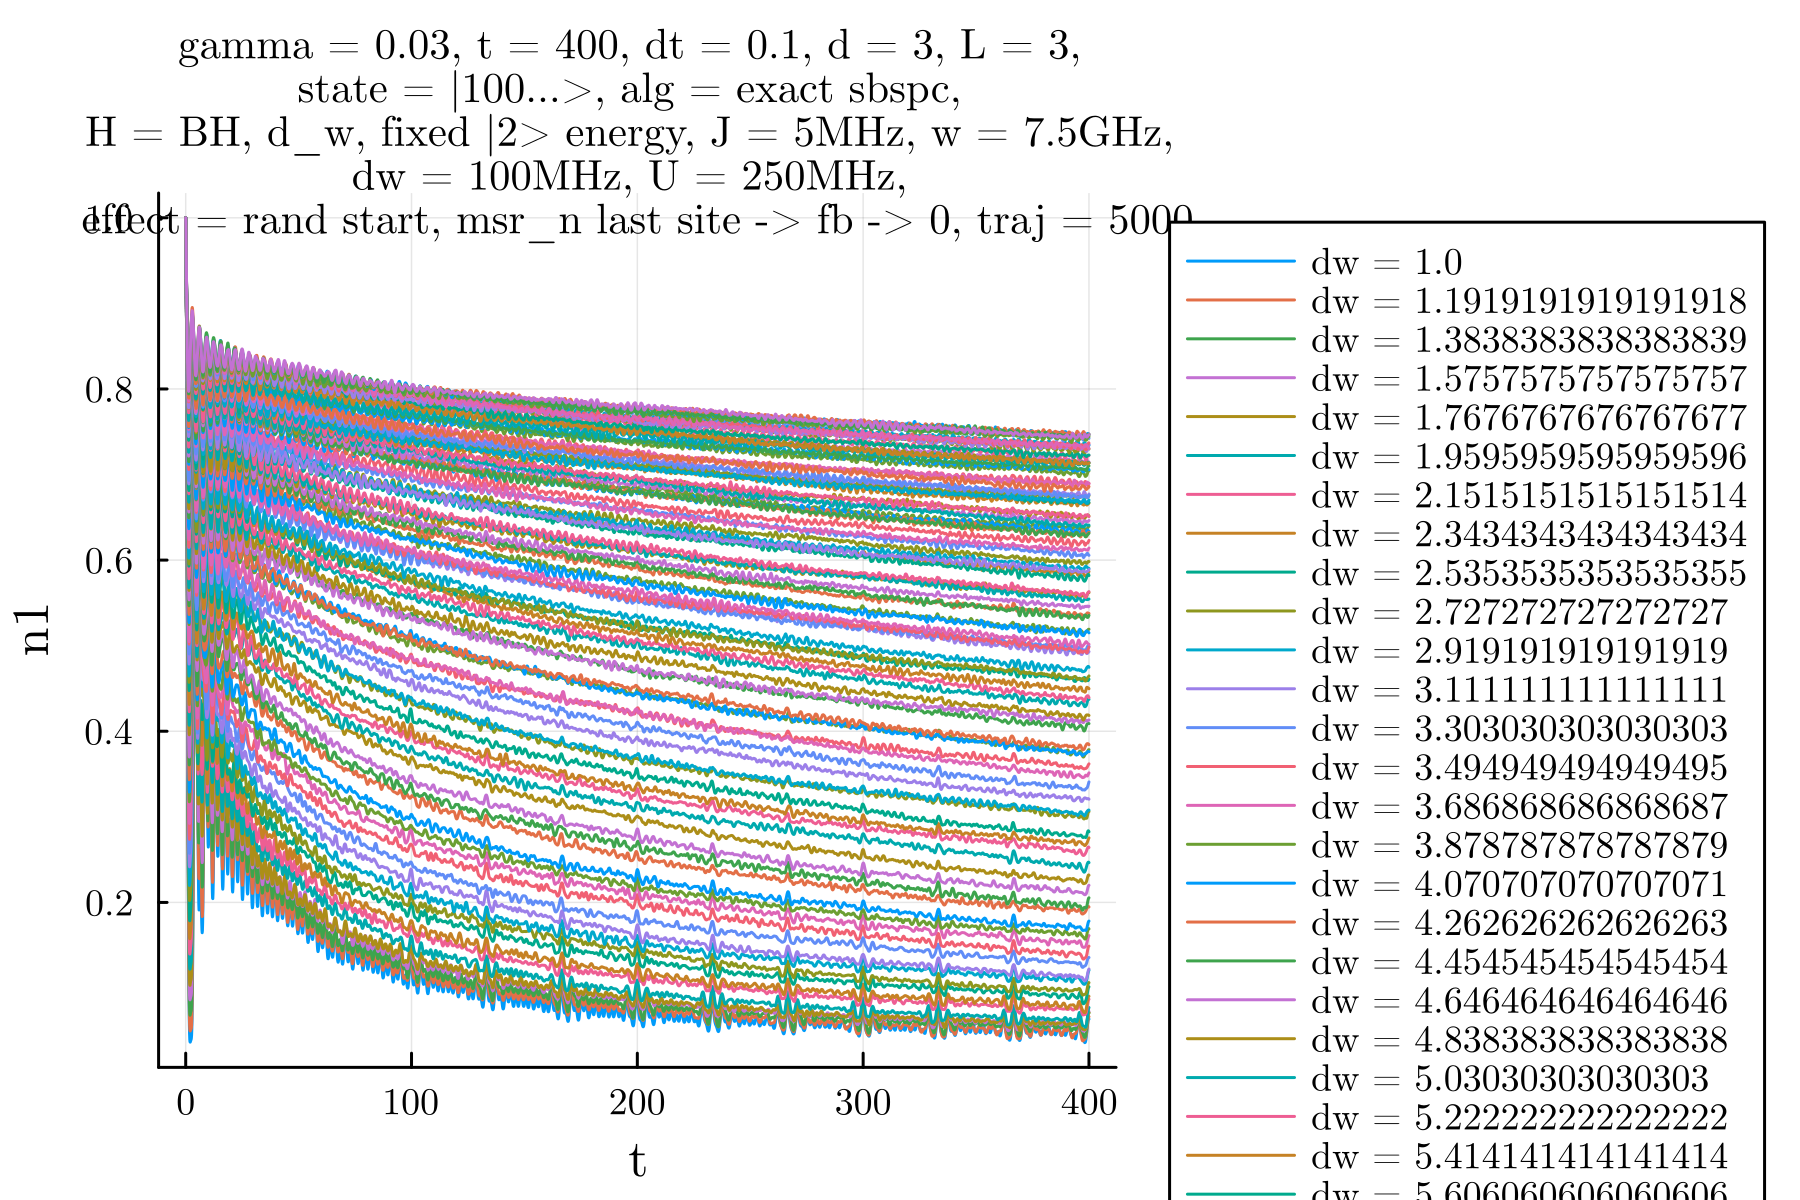 gamma = 0.03, t = 400, dt = 0.1, d = 3, L = 3,
state = |100...>, alg = exact sbspc,
H = BH, d_w, fixed |2> energy, J = 5MHz, w = 7.5GHz,
dw = 100MHz, U = 250MHz,
effect = rand start, msr_n last site -> fb -> 0, traj = 5000
1.0
0.8
0.6
0.4
0.2
n1
0 100 200 300 400
t
dw = 1.0
dw = 1.1919191919191918
dw = 1.3838383838383839
dw = 1.5757575757575757
dw = 1.7676767676767677
dw = 1.9595959595959596
dw = 2.1515151515151514
dw = 2.3434343434343434
dw = 2.5353535353535355
dw = 2.727272727272727
dw = 2.919191919191919
dw = 3.111111111111111
dw = 3.303030303030303
dw = 3.494949494949495
dw = 3.686868686868687
dw = 3.878787878787879
dw = 4.070707070707071
dw = 4.262626262626263
dw = 4.454545454545454
dw = 4.646464646464646
dw = 4.838383838383838
dw = 5.03030303030303
dw = 5.222222222222222
dw = 5.414141414141414
dw = 5.606060606060606